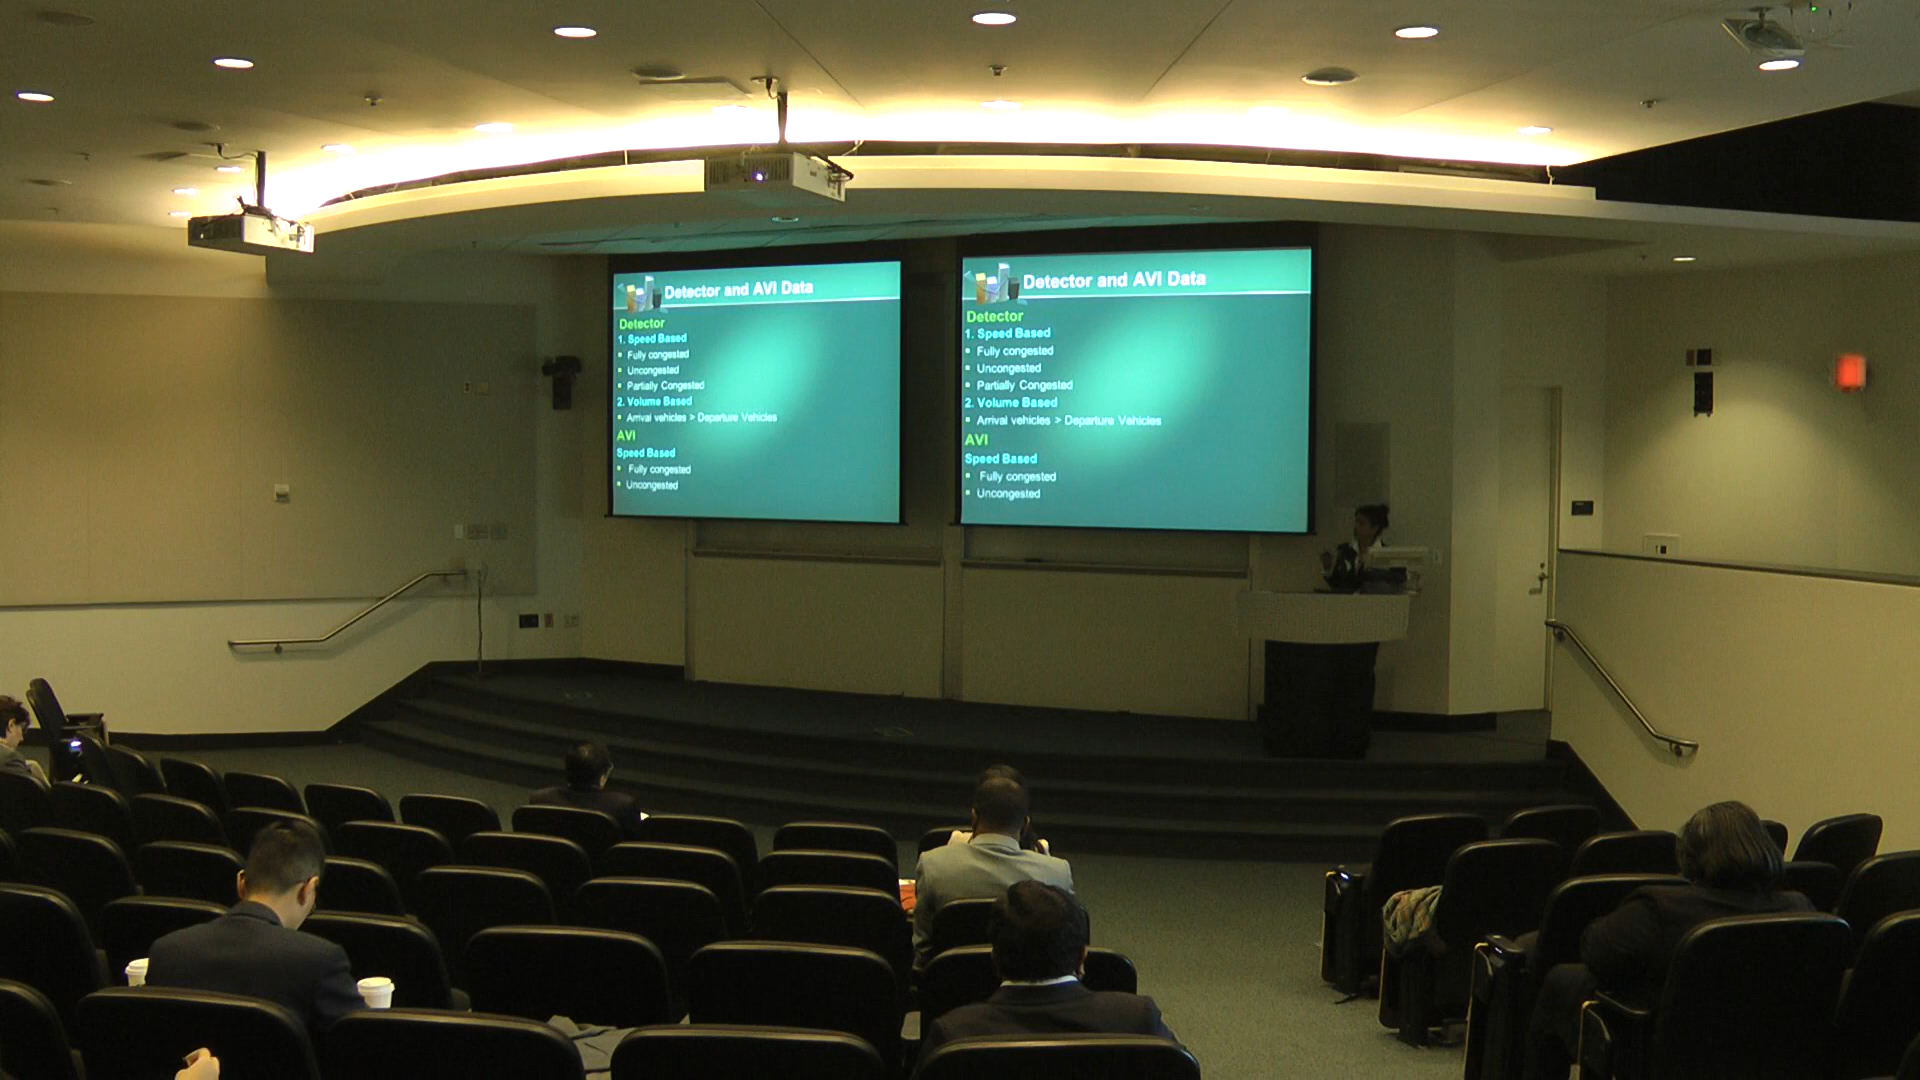 Detector and AVI Data
Detector
1. Speed Based
Fully congested
Uncongested
Partially Congested
2. Volume Based
Arrival vehicles > Departure Vehicles
AVI
Speed Based
Fully congested
Uncongested
Detector and AVI Data
Detector
1. Speed Based
Fully congested
Uncongested
Partially Congested
2. Volume Based
Arrival vehicles > Departure Vehicles
AVI
Speed Based
Fully congested
Uncongested